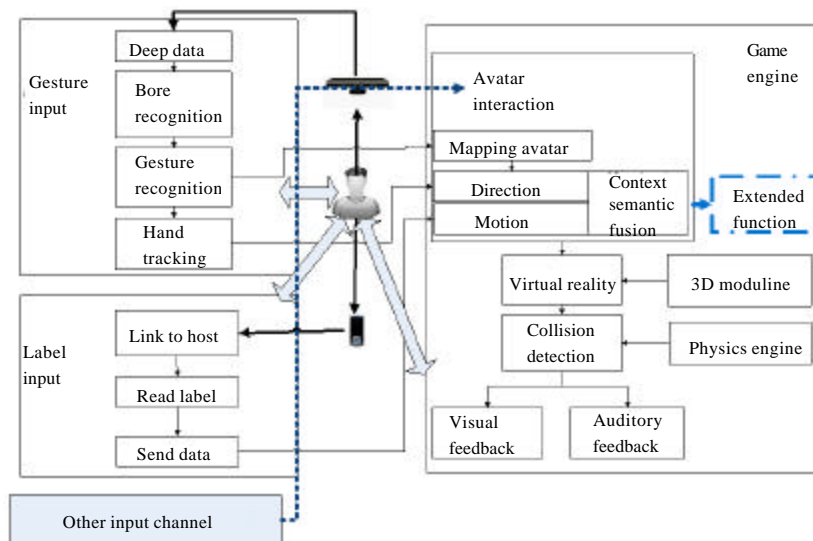 Gesture
input
Deep data
Bore
recognition
Gesture
recognition
Hand
tracking
Label
input
Link to host
Read label
Send data
Other input channel
Game
engine
Avatar
interaction
Mapping avatar
Direction
Motion
Context
semantic
fusion
Extended
function
Virtual reality
3D moduline
Collision
detection
Physics engine
Visual
feedback
Auditory
feedback